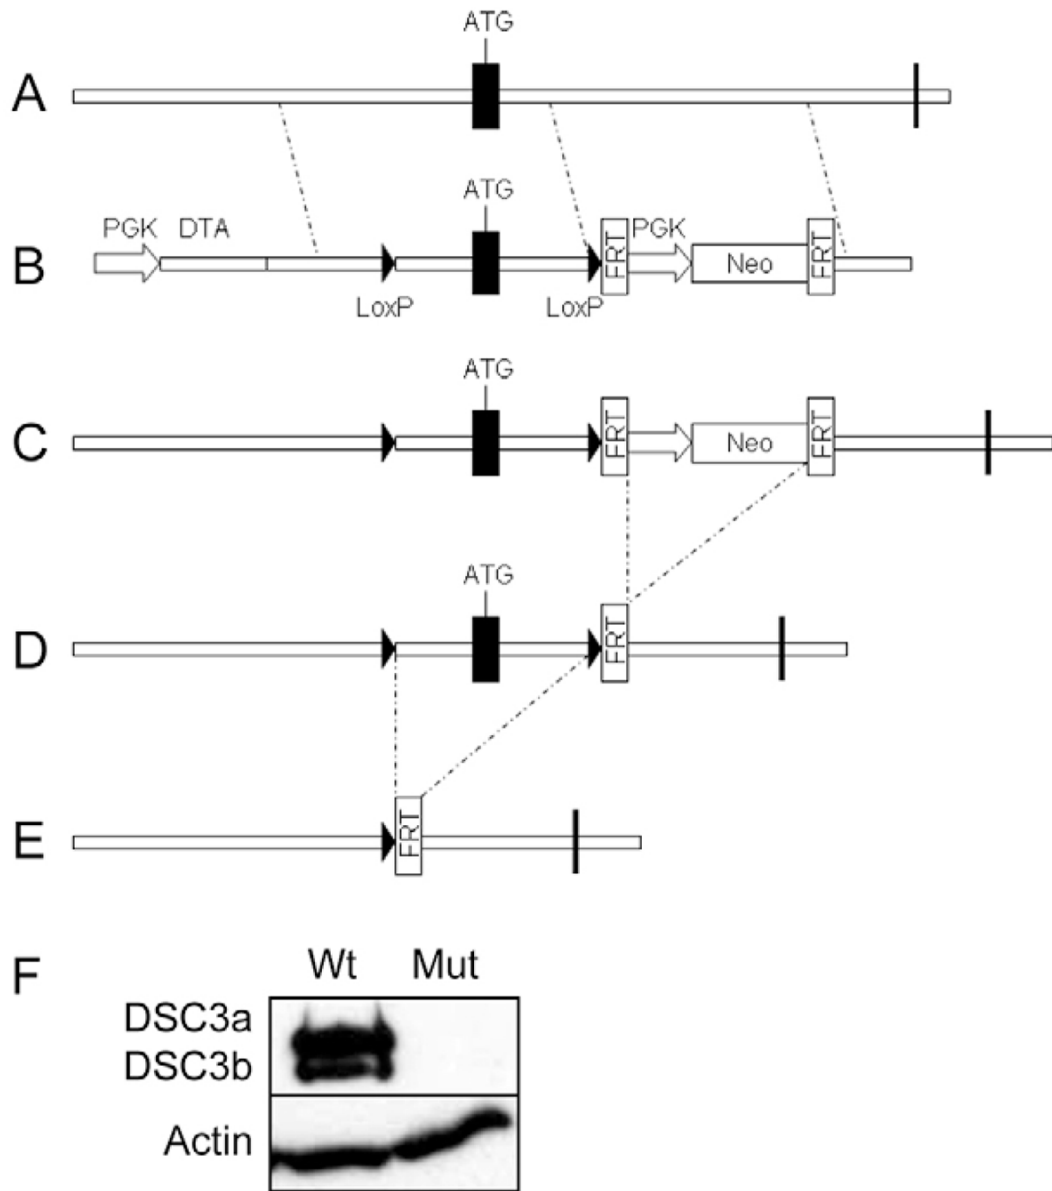 ATG
A
ATG
PGK DTA FRT PGK Neo FRT
B
LoxP LoxP
ATG
C FRT Neo FRT
ATG
D FRT
E FRT
F Wt Mut
DSC3a
DSC3b
Actin